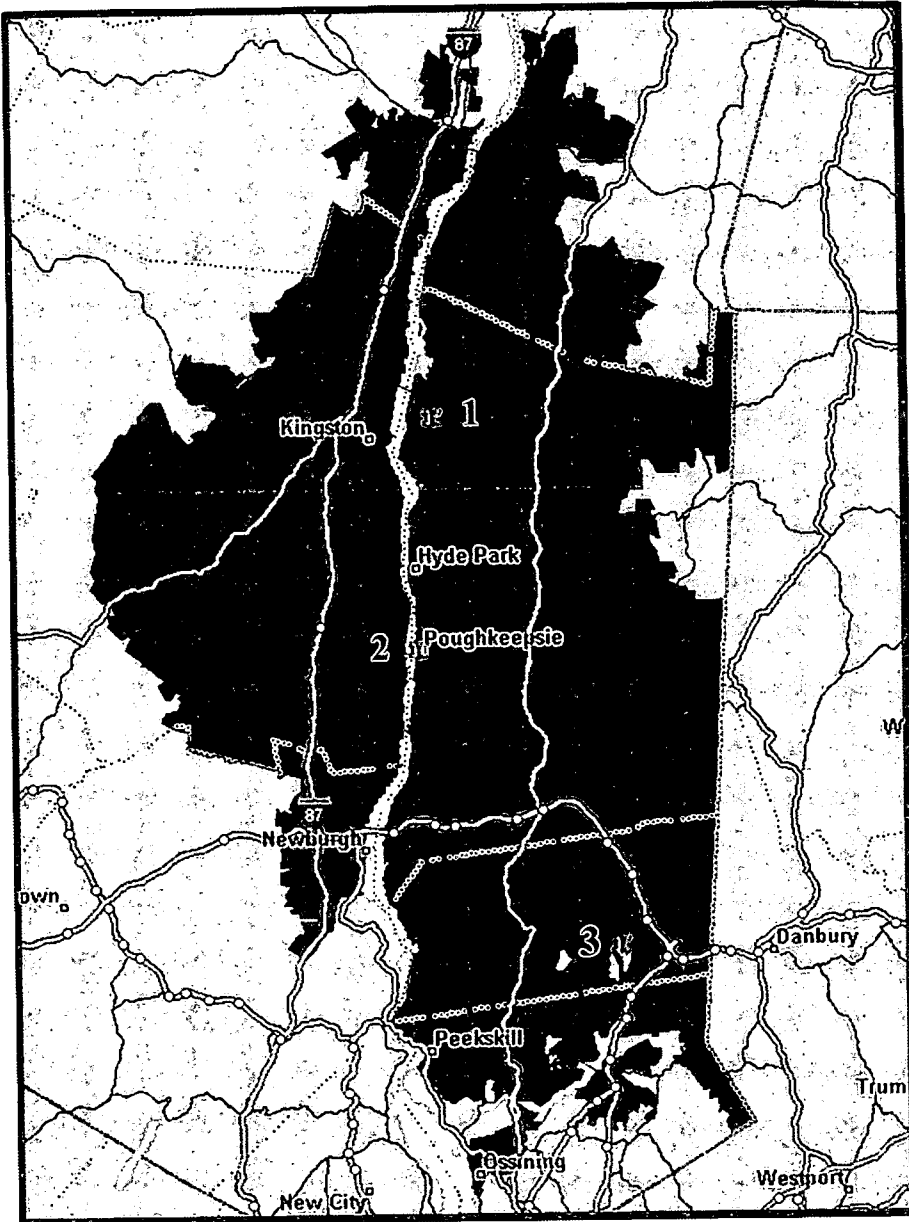 87
1
Kingston
Hyde Park
2
Poughkeepsie
W
87
Newburgh
own
3
Danbury
Peekskill
Trum
Ossining
Westport
New City